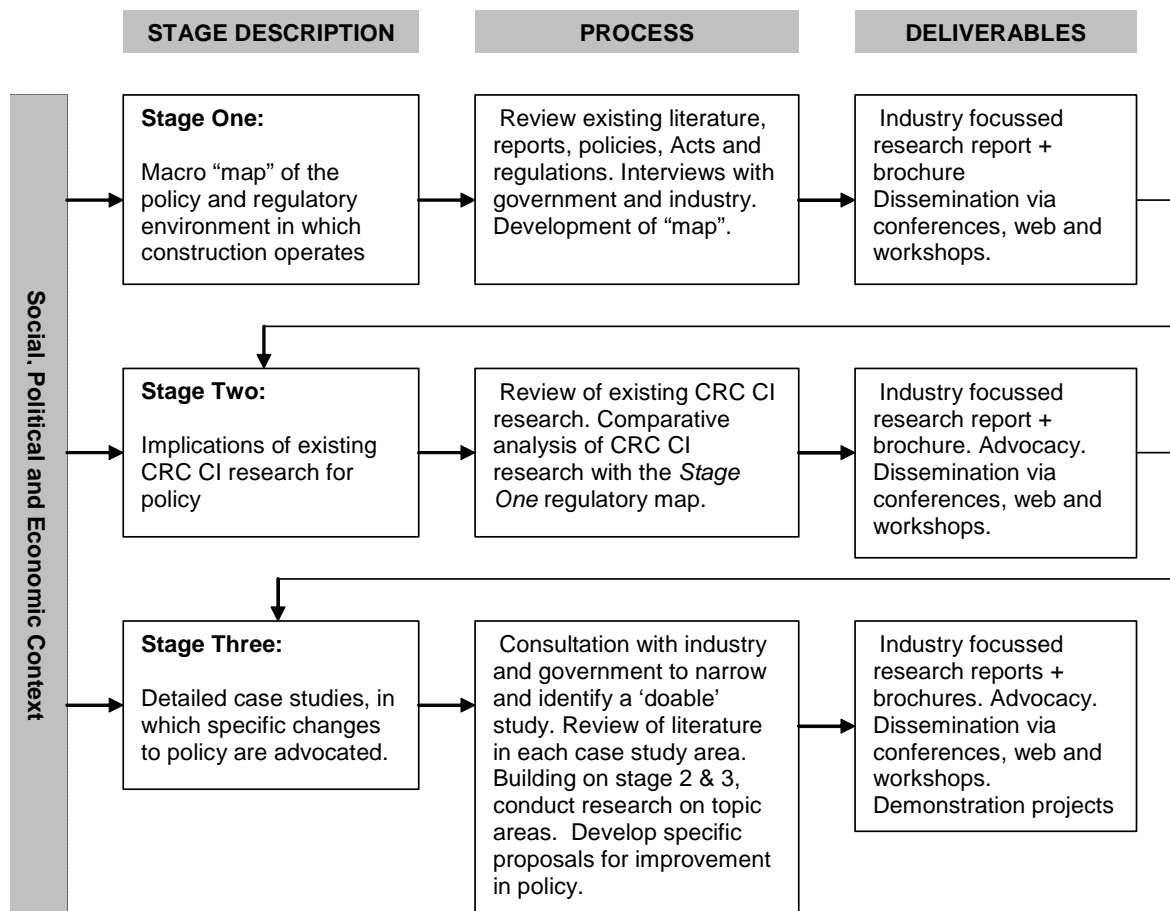 STAGE DESCRIPTION
PROCESS
DELIVERABLES
Social. Political and Economic Context
Stage One:
Macro “map” of the
policy and regulatory
environment in which
construction operates
Review existing literature,
reports, policies, Acts and
regulations. Interviews with
government and industry.
Development of “map”.
Industry focussed
research report +
brochure
Dissemination via
conferences, web and
workshops.
Stage Two:
Implications of existing
CRC CI research for
policy
Review of existing CRC CI
research. Comparative
analysis of CRC CI
research with the Stage
One regulatory map.
Industry focussed
research report +
brochure. Advocacy.
Dissemination via
conferences, web and
workshops.
Stage Three:
Detailed case studies, in
which specific changes
to policy are advocated.
Consultation with industry
and government to narrow
and identify a ‘doable’
study. Review of literature
in each case study area.
Building on stage 2 & 3,
conduct research on topic
areas. Develop specific
proposals for improvement
in policy.
Industry focussed
research reports +
brochures. Advocacy.
Dissemination via
conferences, web and
workshops.
Demonstration projects